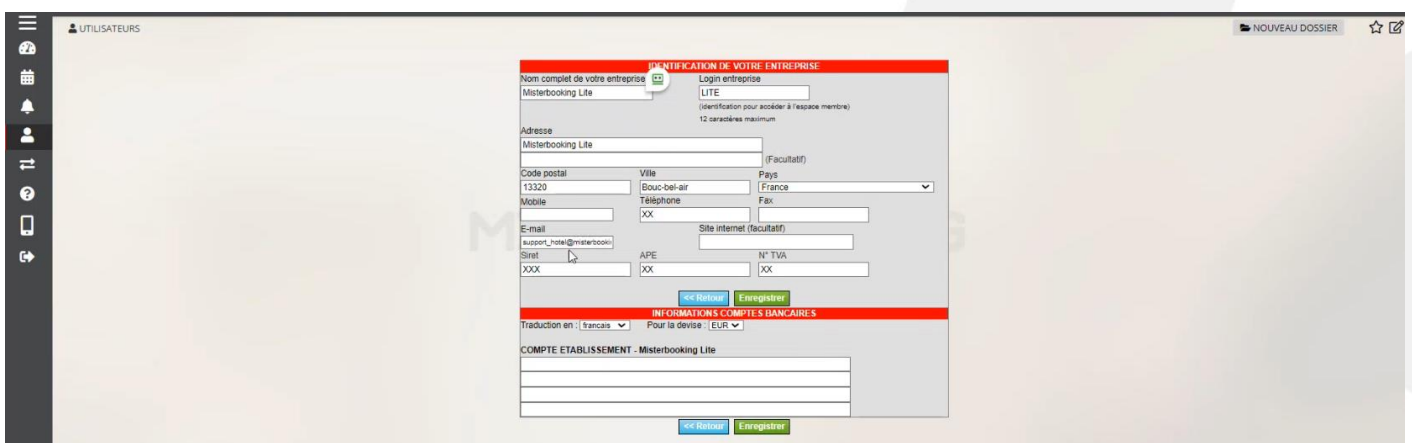 UTILISATEURS
NOUVEAU DOSSIER
IDENTIFICATION DE VOTRE ENTREPRISE
Nom complet de votre entreprise Login entreprise
Misterbooking Lite LITE
(identification pour accéder à l'espace membre)
12 caractères maximum
Adresse
Misterbooking Lite
(Facultatif)
Code postal Ville Pays
13320 Bouc-bel-air France
Mobile Téléphone Fax
XX
E-mail Site internet (facultatif)
support_hotel@misterbooki
Siret APE N° TVA
XXX XX XX
<< Retour Enregistrer
INFORMATIONS COMPTES BANCAIRES
Traduction en : francais Pour la devise : EUR
COMPTE ETABLISSEMENT - Misterbooking Lite
<< Retour Enregistrer